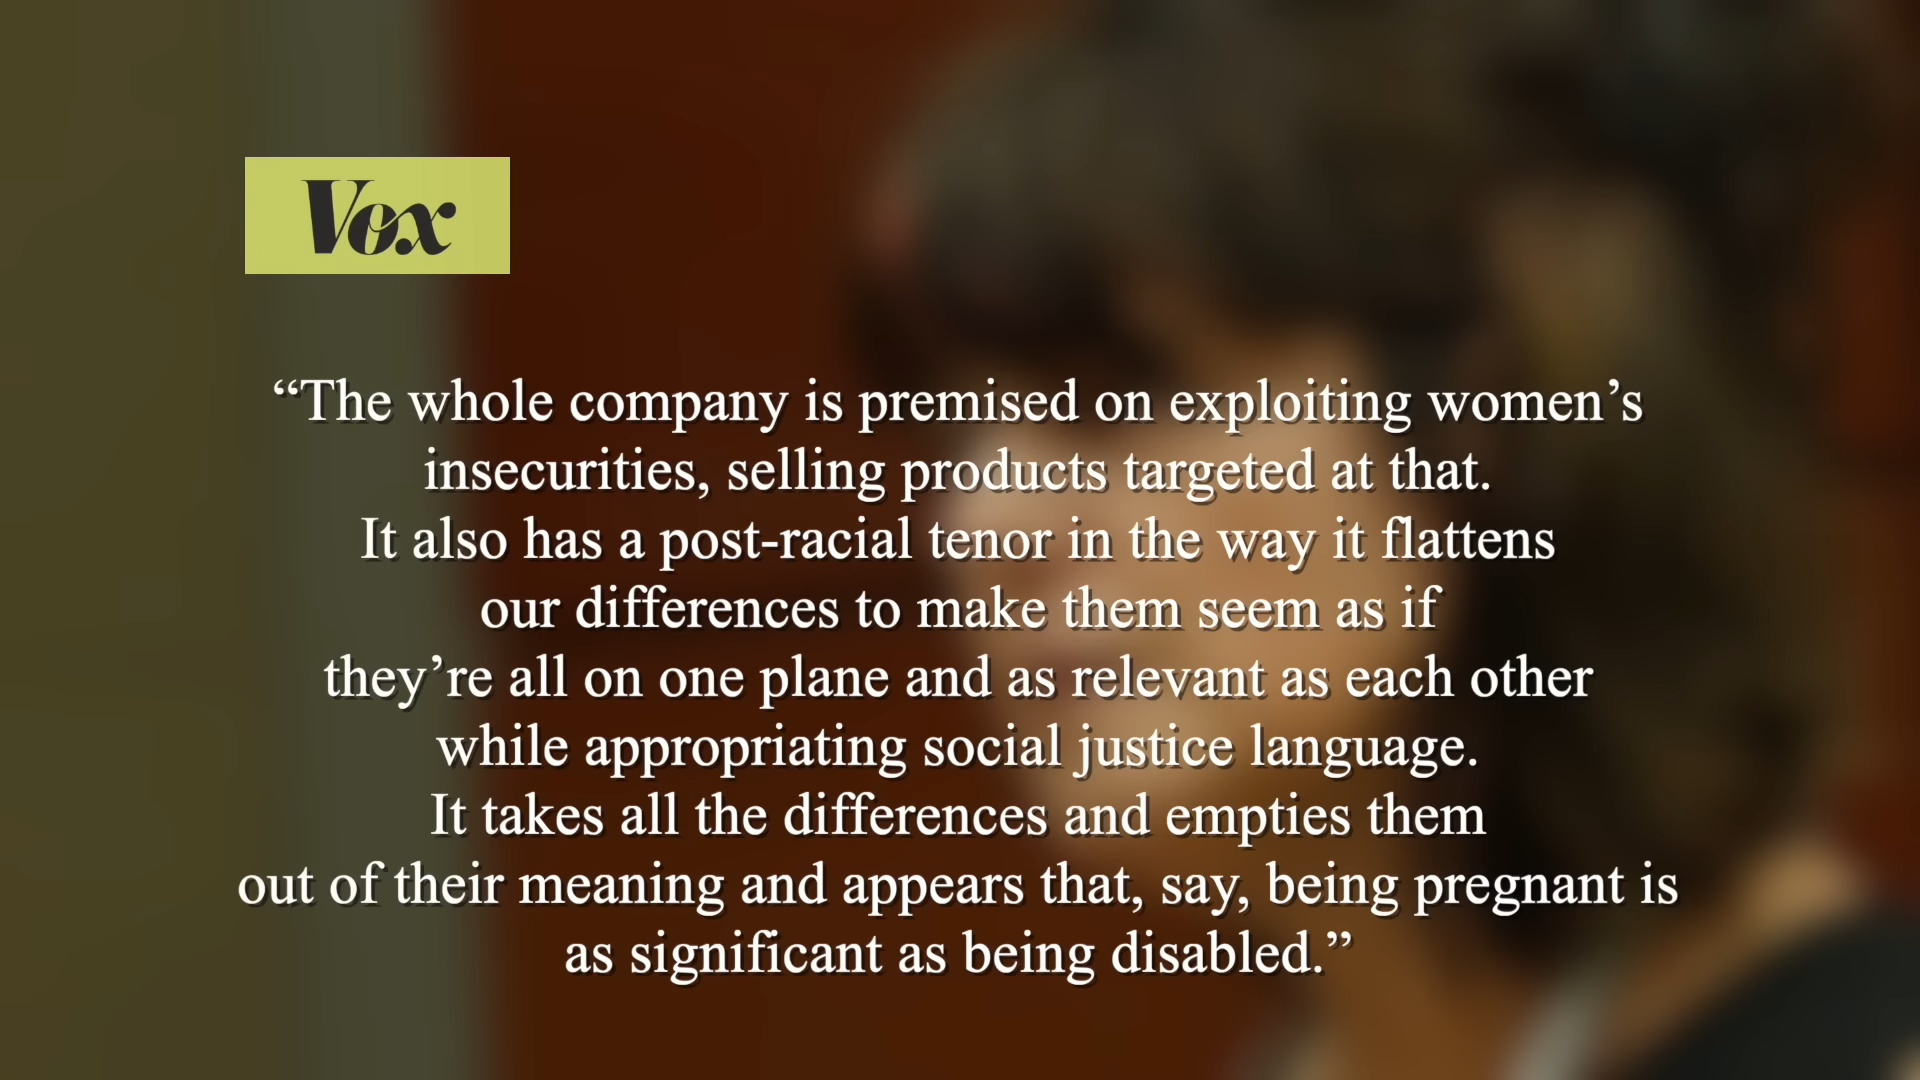 Vox
“The whole company is premised on exploiting women’s
insecurities, selling products targeted at that.
It also has a post-racial tenor in the way it flattens
our differences to make them seem as if
they’re all on one plane and as relevant as each other
while appropriating social justice language.
It takes all the differences and empties them
out of their meaning and appears that, say, being pregnant is
as significant as being disabled.”